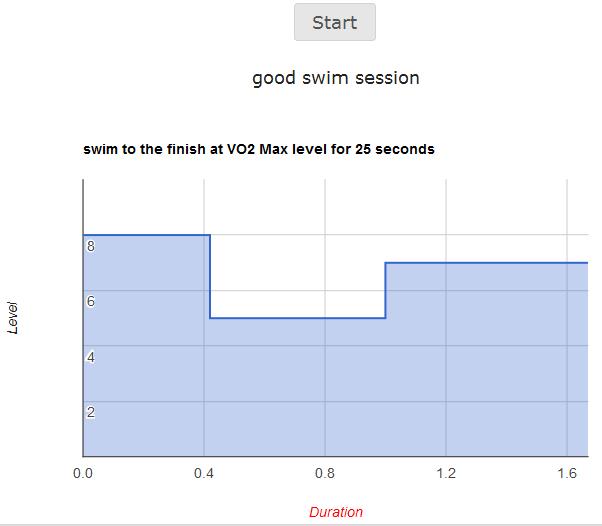 Start
good swim session
swim to the finish at VO2 Max level for 25 seconds
8
6
4
2
Level
0.0 0.4 0.8 1.2 1.6
Duration